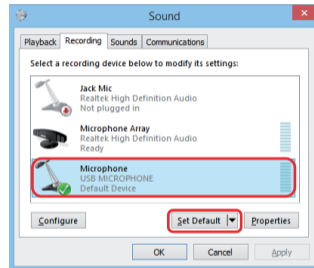 Sound
Playback Recording Sounds Communications
Select a recording device below to modify its settings:
Jack Mic
Realtek High Definition Audio
Not plugged in
Microphone Array
Realtek High Definition Audio
Ready
Microphone
USB MICROPHONE
Default Device
Configure Set Default Properties
OK Cancel Apply